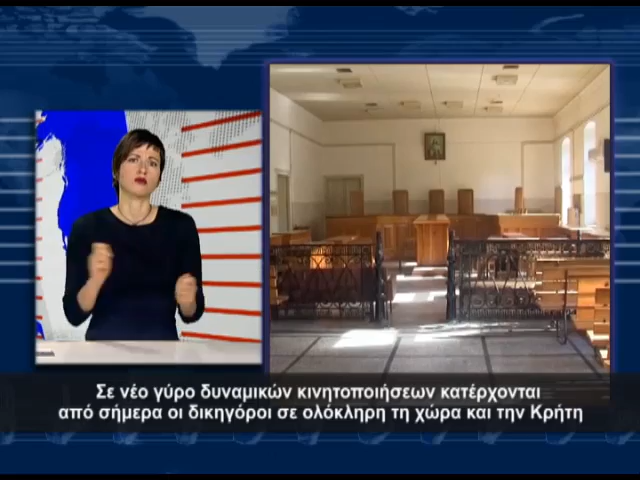 Σε νέο γύρο δυναμικών κινητοποιήσεων κατέρχονται
από σήμερα οι δικηγόροι σε ολόκληρη τη χώρα και την Κρήτη